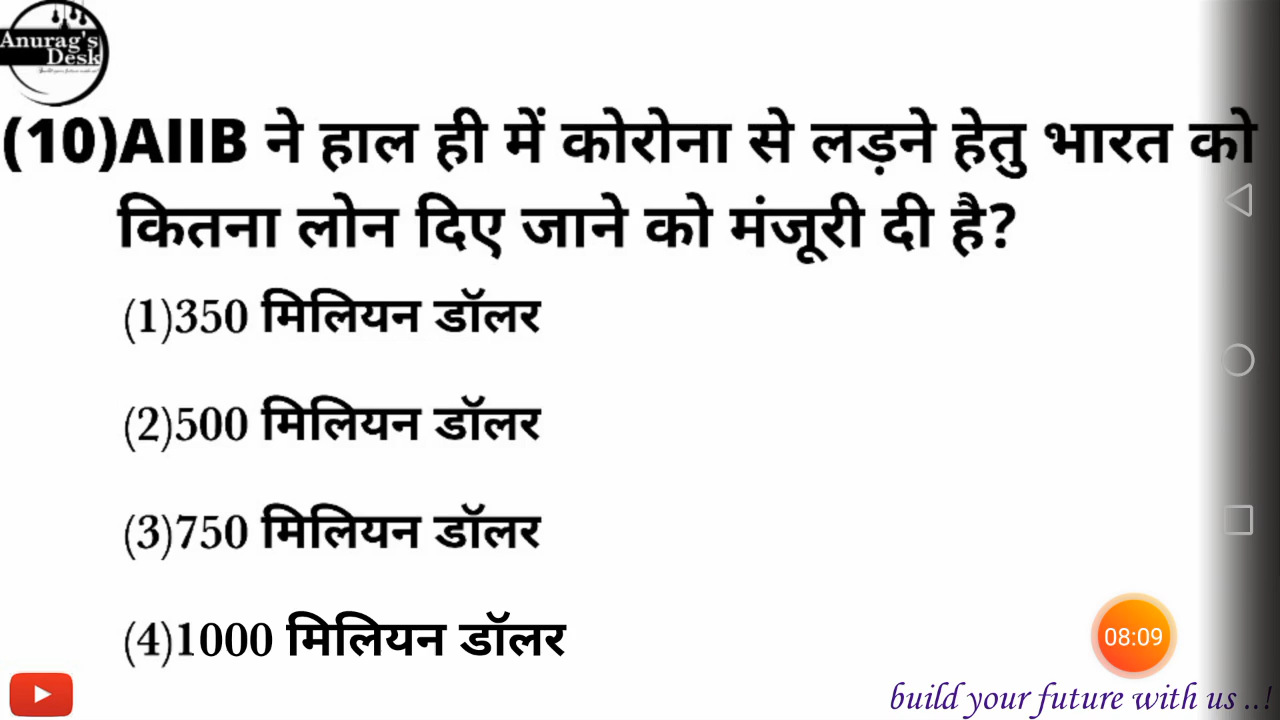 Anurag's
Desk
(10)AIIB ने हाल ही में कोरोना से लड़ने हेतु भारत को
कितना लोन दिए जाने को मंजूरी दी है?
(1)350 मिलियन डॉलर
(2)500 मिलियन डॉलर
(3)750 मिलियन डॉलर
(4)1000 मिलियन डॉलर
08:09
build your future with us ..!